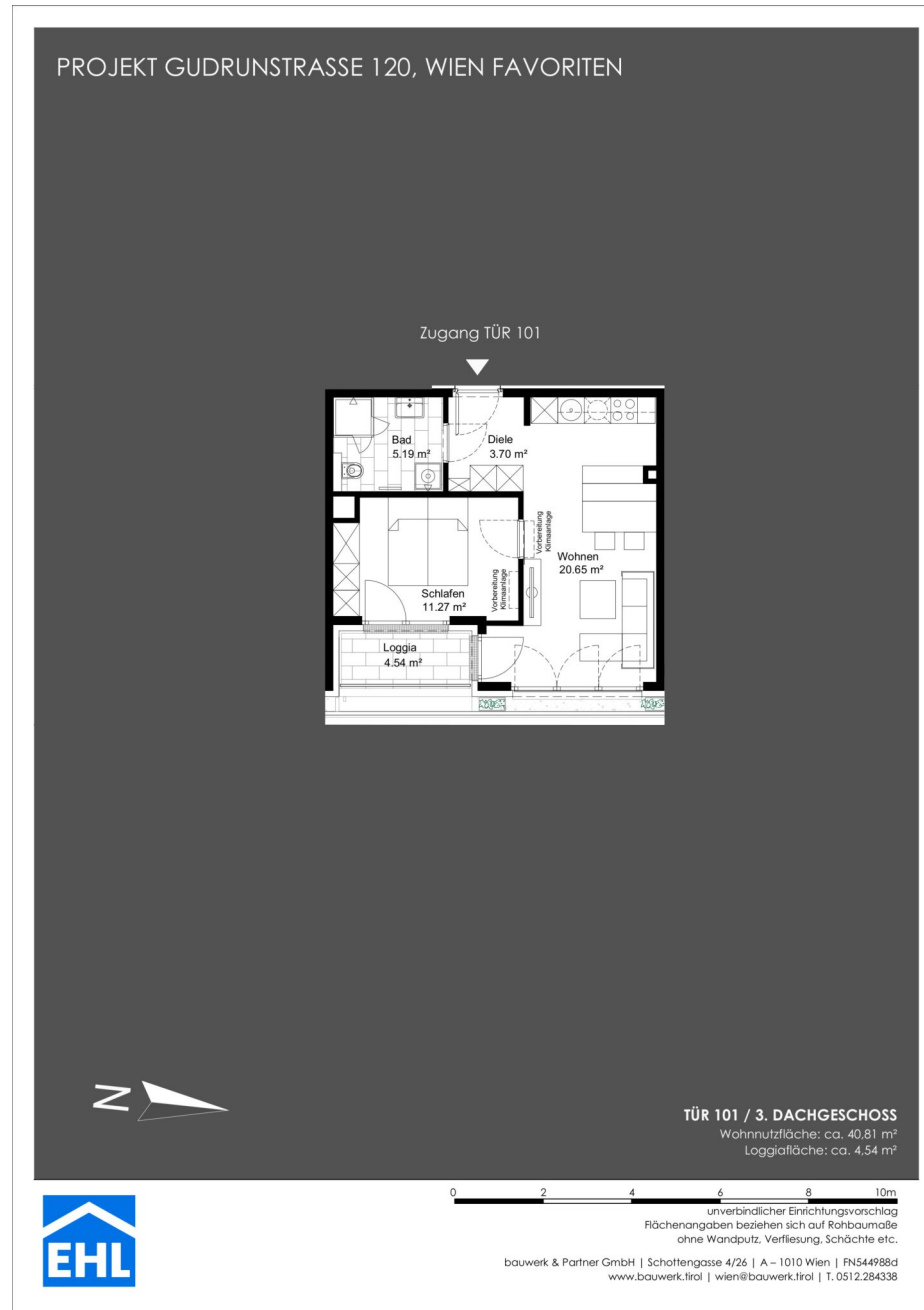 PROJEKT GUDRUNSTRASSE 120, WIEN FAVORITEN
Zugang TÜR 101
Bad
5.19 m²
Diele
3.70 m²
Vorbereitung
Klimaanlage
Wohnen
20.65 m²
Schlafen
11.27 m²
Vorbereitung
Klimaanlage
Loggia
4.54 m²
N
TÜR 101 / 3. DACHGESCHOSS
Wohnnutzfläche: ca. 40,81 m²
Loggiafläche: ca. 4,54 m²
0 2 4 6 8 10m
unverbindlicher Einrichtungsvorschlag
Flächenangaben beziehen sich auf Rohbaumaße
ohne Wandputz, Verfliesung, Schächte etc.
EHL
bauwerk & Partner GmbH | Schottengasse 4/26 | A – 1010 Wien | FN544988d
www.bauwerk.tirol | wien@bauwerk.tirol | T. 0512.284338